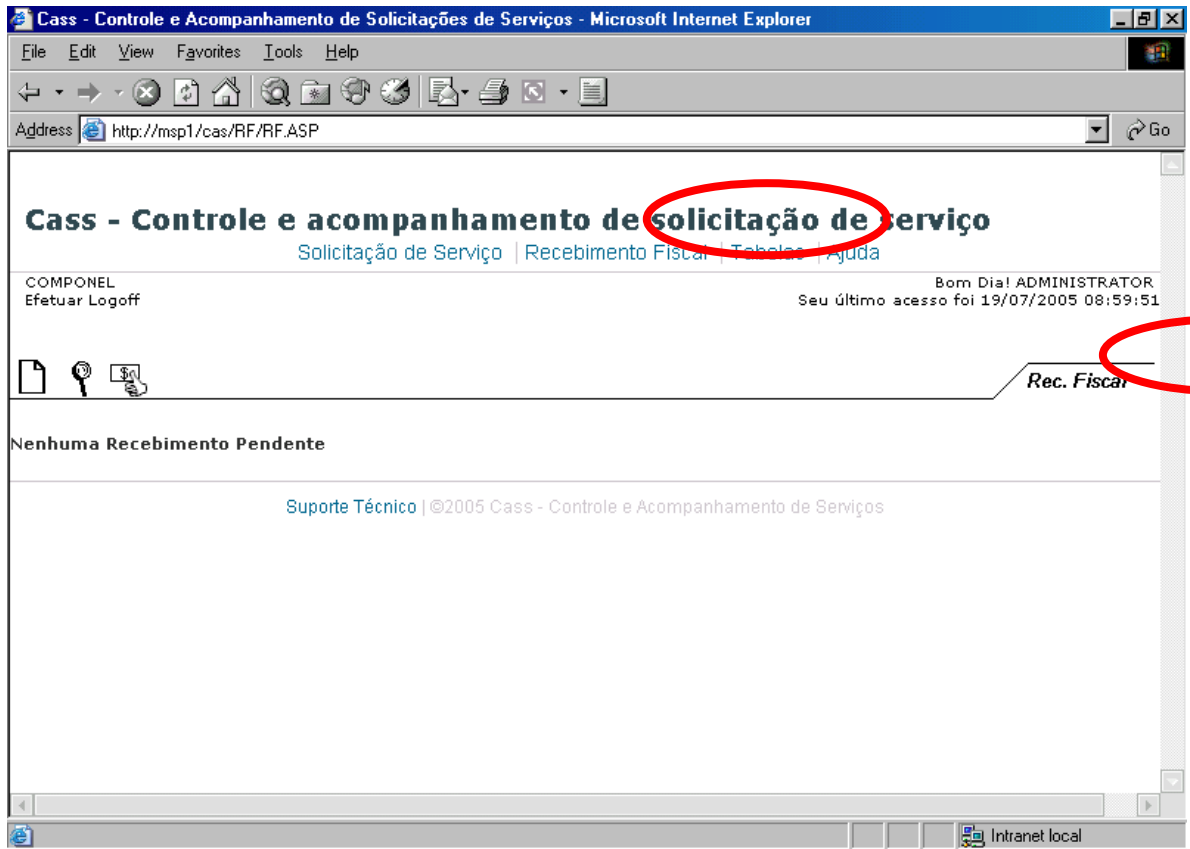 Cass - Controle e Acompanhamento de Solicitações de Serviços - Microsoft Internet Explorer
File Edit View Favorites Tools Help
Address http://msp1/cas/RF/RF.ASP Go
Cass - Controle e acompanhamento de solicitação de serviço
Solicitação de Serviço | Recebimento Fiscal | Tabelas | Ajuda
COMPONEL Bom Dia! ADMINISTRATOR
Efetuar Logoff Seu último acesso foi 19/07/2005 08:59:51
Rec. Fiscal
Nenhuma Recebimento Pendente
Suporte Técnico | ©2005 Cass - Controle e Acompanhamento de Serviços
Intranet local